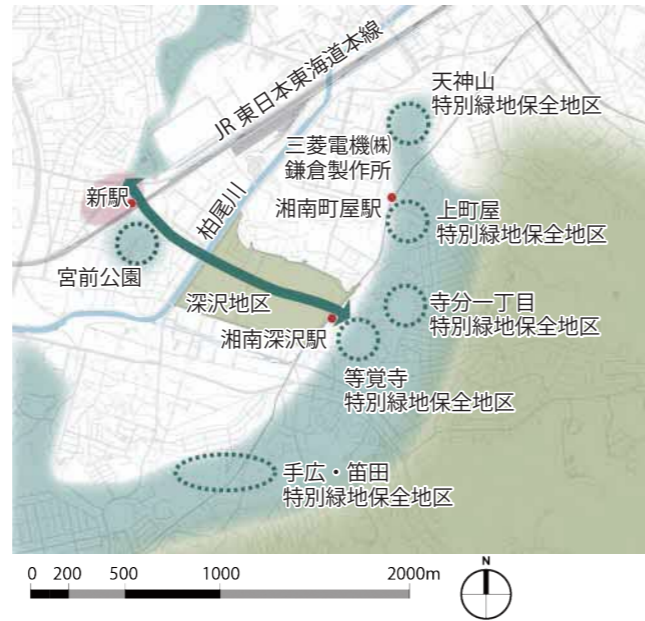 JR東日本東海道本線
天神山
特別緑地保全地区
三菱電機㈱
鎌倉製作所
新駅
柏尾川
湘南町屋駅
上町屋
特別緑地保全地区
宮前公園
深沢地区
寺分一丁目
特別緑地保全地区
湘南深沢駅
等覚寺
特別緑地保全地区
手広・笛田
特別緑地保全地区
0 200 500 1000 2000m
N